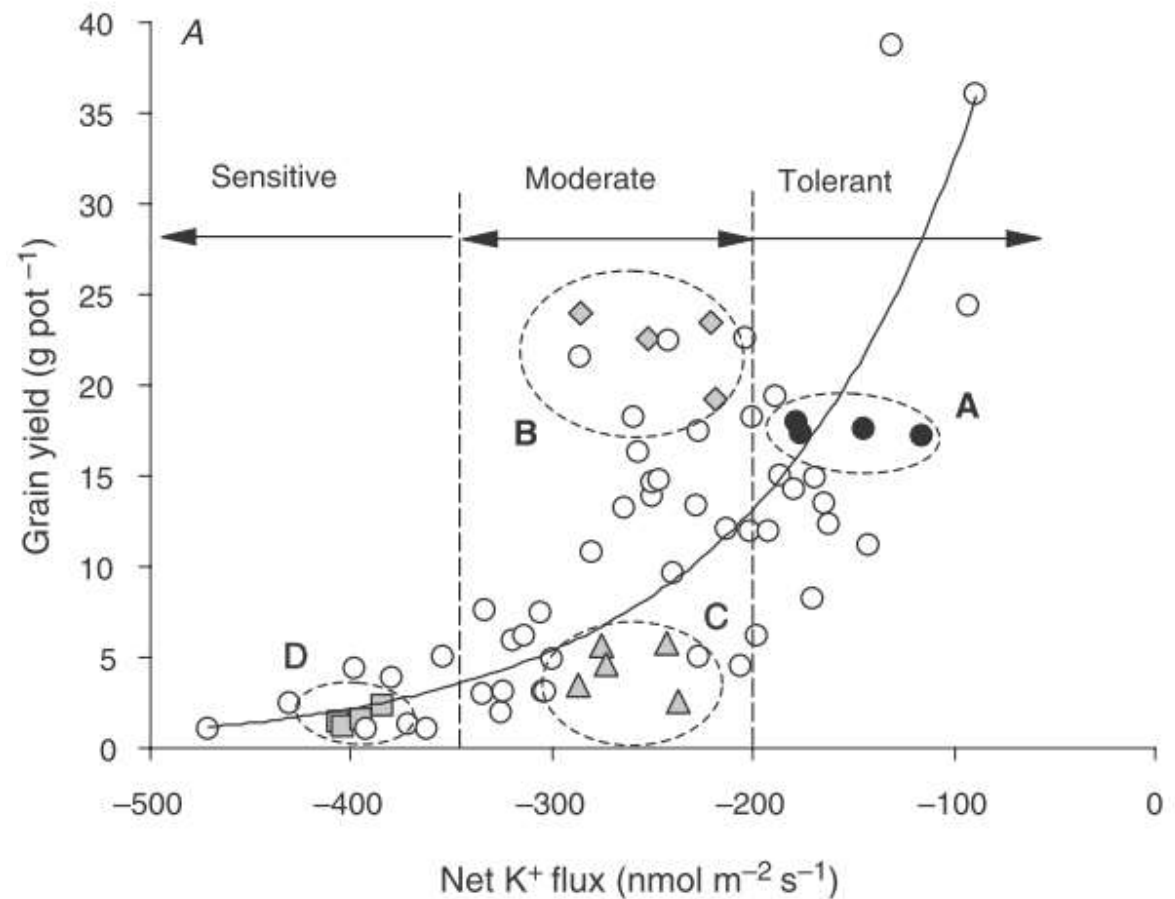 40
A
35
Sensitive
Moderate
Tolerant
30
25
20
A
B
15
10
C
5
D
0
–500
–400
–300
–200
–100
0
Grain yield (g pot⁻¹)
Net K⁺ flux (nmol m⁻² s⁻¹)